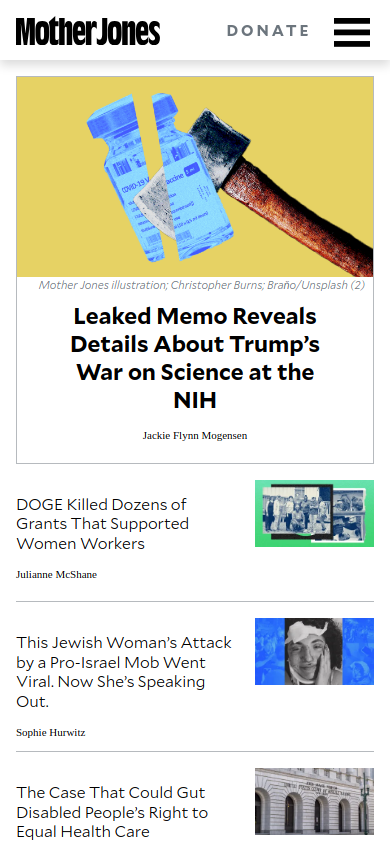 Mother Jones
DONATE
COVID-19 Vaccine
Mother Jones illustration; Christopher Burns; Braňo/Unsplash (2)
Leaked Memo Reveals
Details About Trump’s
War on Science at the
NIH
Jackie Flynn Mogensen
DOGE Killed Dozens of
Grants That Supported
Women Workers
Julianne McShane
This Jewish Woman’s Attack
by a Pro-Israel Mob Went
Viral. Now She’s Speaking
Out.
Sophie Hurwitz
The Case That Could Gut
Disabled People’s Right to
Equal Health Care